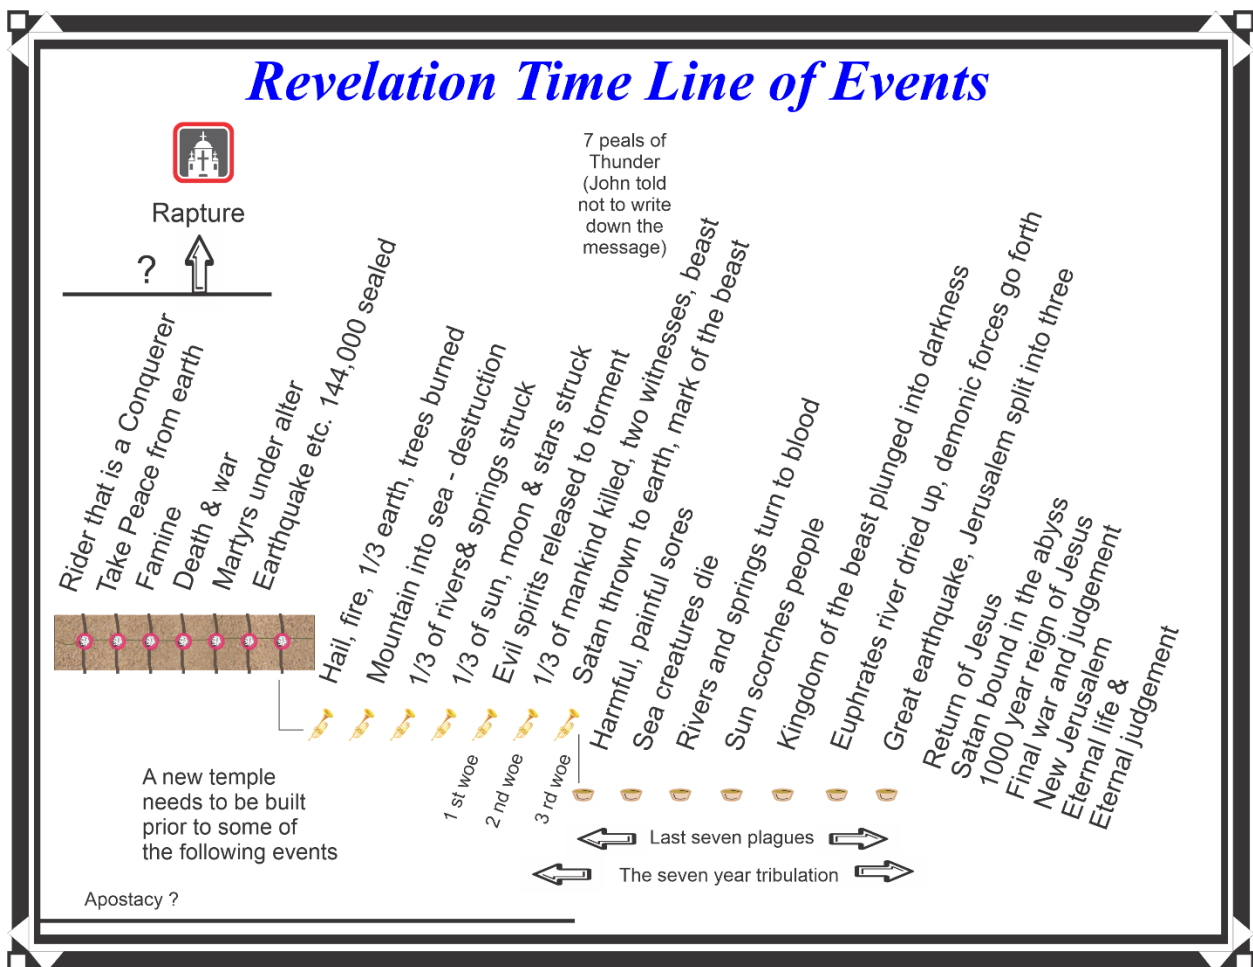 Revelation Time Line of Events
Rapture
?
7 peals of
Thunder
(John told
not to write
down the
message)
Rider that is a Conquerer
Take Peace from earth
Famine
Death & war
Martyrs under alter
Earthquake etc. 144,000 sealed
Hail, fire, 1/3 earth, trees burned
Mountain into sea - destruction
1/3 of rivers& springs struck
1/3 of sun, moon & stars struck
Evil spirits released to torment
1/3 of mankind killed, two witnesses, beast
Satan thrown to earth, mark of the beast
Harmful, painful sores
Sea creatures die
Rivers and springs turn to blood
Sun scorches people
Kingdom of the beast plunged into darkness
Euphrates river dried up, demonic forces go forth
Great earthquake, Jerusalem split into three
Return of Jesus
Satan bound in the abyss
1000 year reign of Jesus
Final war and judgement
New Jerusalem
Eternal life &
Eternal judgement
1 st woe
2 nd woe
3 rd woe
A new temple
needs to be built
prior to some of
the following events
Last seven plagues
The seven year tribulation
Apostacy ?